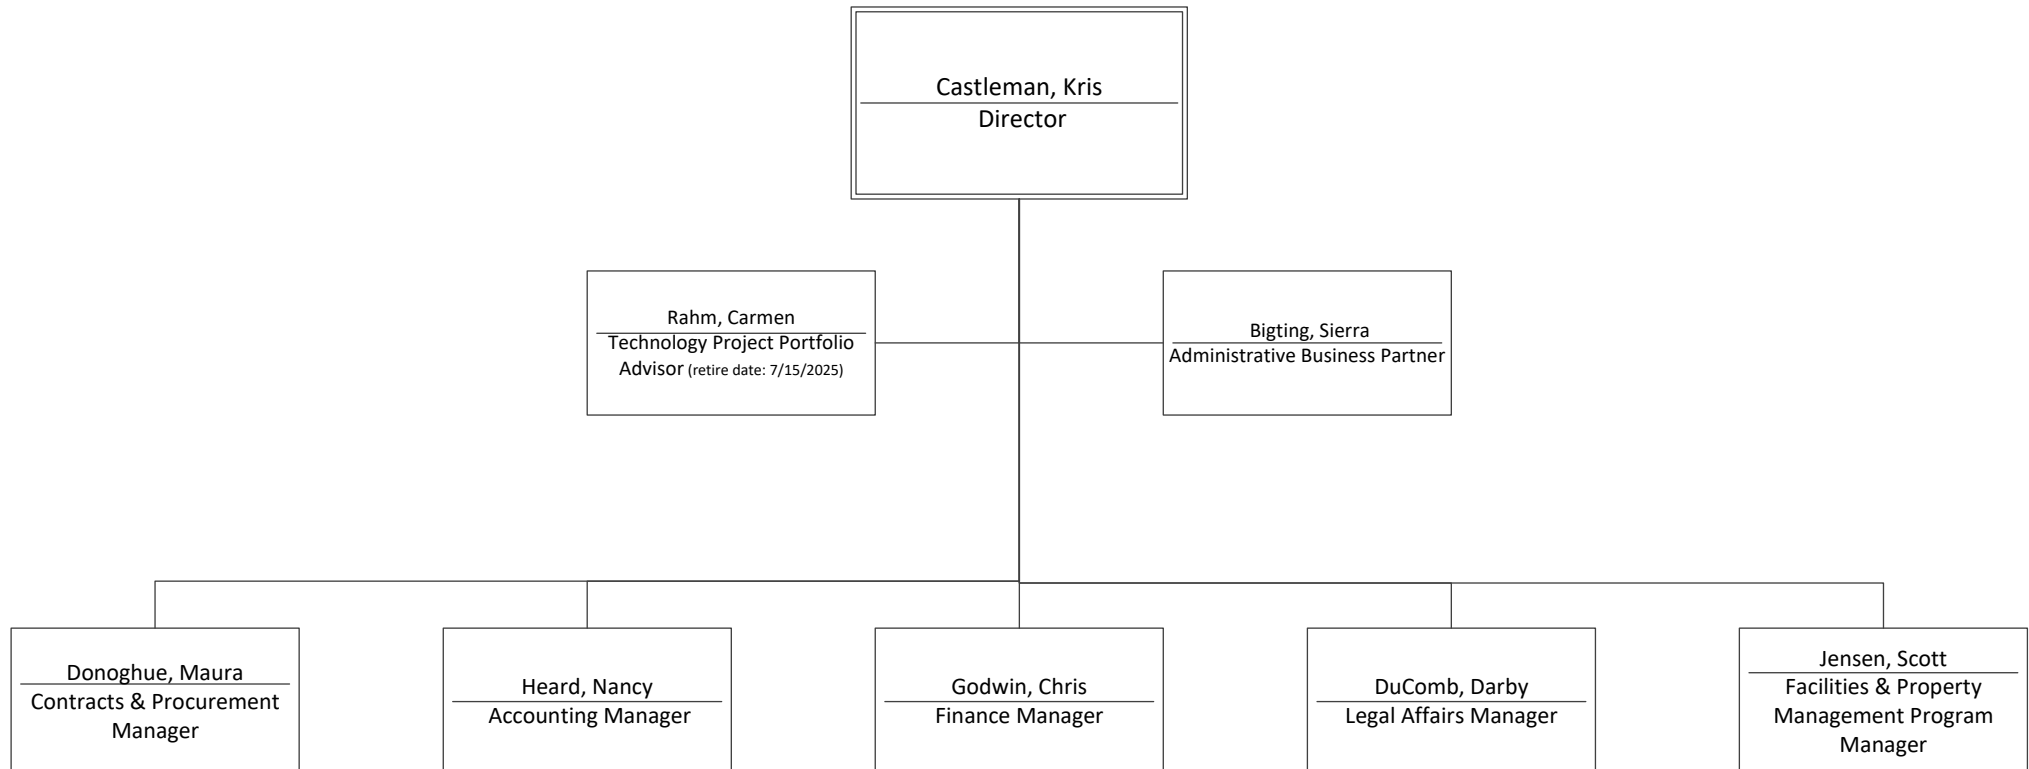 Castleman, Kris
Director
Rahm, Carmen
Technology Project Portfolio
Advisor (retire date: 7/15/2025)
Bigting, Sierra
Administrative Business Partner
Donoghue, Maura
Contracts & Procurement
Manager
Heard, Nancy
Accounting Manager
Godwin, Chris
Finance Manager
DuComb, Darby
Legal Affairs Manager
Jensen, Scott
Facilities & Property
Management Program
Manager